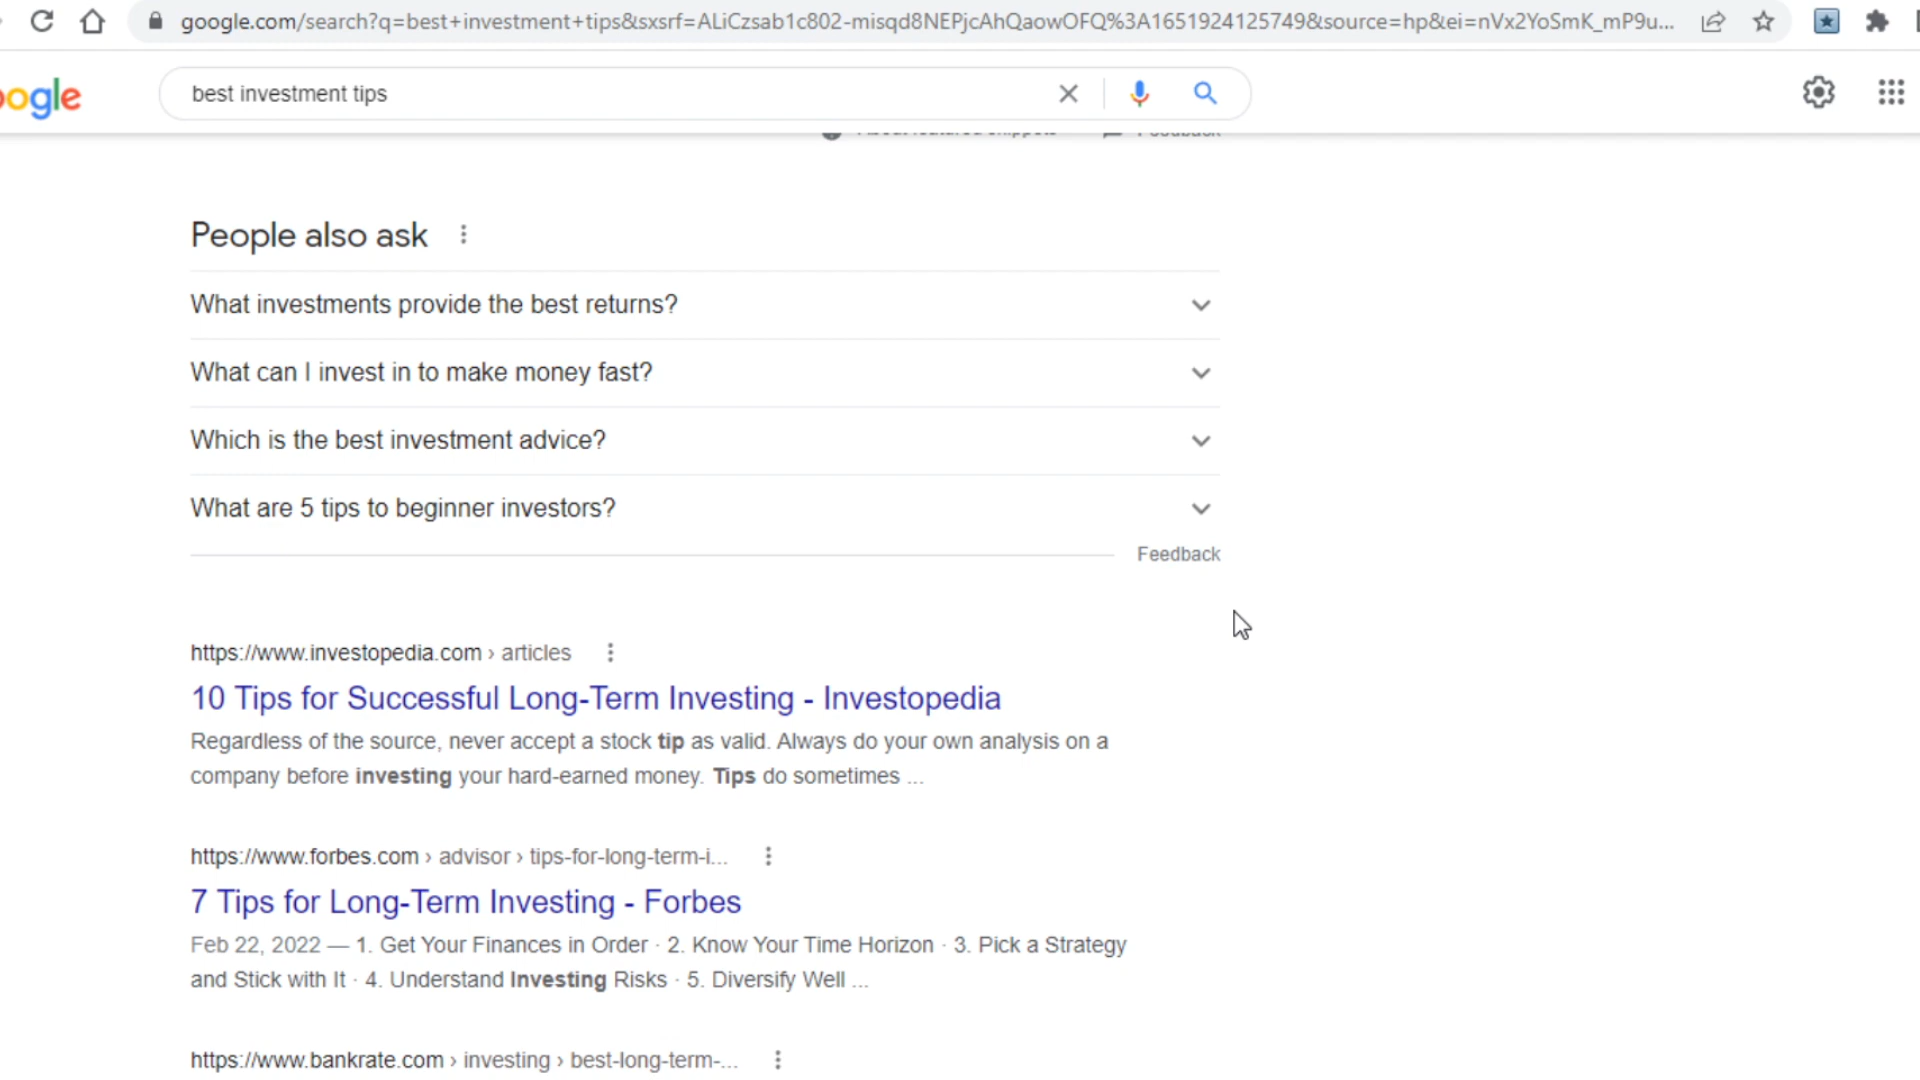 google.com/search?q=best+investment+tips&sxsrf=ALiCzsab1c802-misqd8NEPjcAhQaowOFQ%3A1651924125749&source=hp&ei=nVx2YoSmK_mP9u...
ogle
best investment tips
About featured snippets Feedback
People also ask
What investments provide the best returns?
What can I invest in to make money fast?
Which is the best investment advice?
What are 5 tips to beginner investors?
Feedback
https://www.investopedia.com › articles
10 Tips for Successful Long-Term Investing - Investopedia
Regardless of the source, never accept a stock tip as valid. Always do your own analysis on a
company before investing your hard-earned money. Tips do sometimes ...
https://www.forbes.com › advisor › tips-for-long-term-i...
7 Tips for Long-Term Investing - Forbes
Feb 22, 2022 — 1. Get Your Finances in Order · 2. Know Your Time Horizon · 3. Pick a Strategy
and Stick with It · 4. Understand Investing Risks · 5. Diversify Well ...
https://www.bankrate.com › investing › best-long-term-...